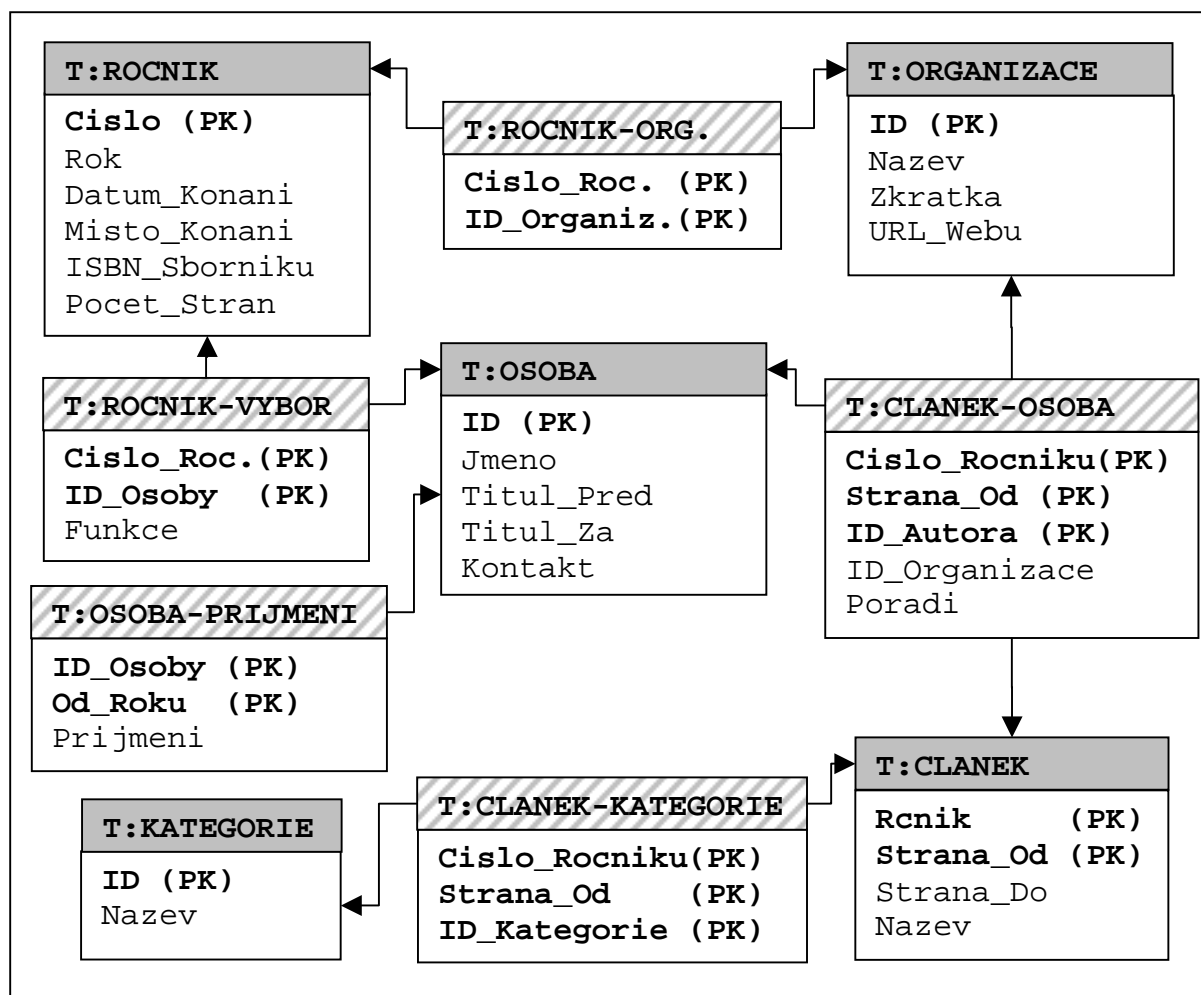 T:ROCNIK
Cislo (PK)
Rok
Datum_Konani
Misto_Konani
ISBN_Sborniku
Pocet_Stran
T:ROCNIK-ORG.
Cislo_Roc. (PK)
ID_Organiz.(PK)
T:ORGANIZACE
ID (PK)
Nazev
Zkratka
URL_Webu
T:ROCNIK-VYBOR
Cislo_Roc.(PK)
ID_Osoby (PK)
Funkce
T:OSOBA
ID (PK)
Jmeno
Titul_Pred
Titul_Za
Kontakt
T:CLANEK-OSOBA
Cislo_Rocniku(PK)
Strana_Od (PK)
ID_Autora (PK)
ID_Organizace
Poradi
T:OSOBA-PRIJMENI
ID_Osoby (PK)
Od_Roku (PK)
Prijmeni
T:KATEGORIE
ID (PK)
Nazev
T:CLANEK-KATEGORIE
Cislo_Rocniku(PK)
Strana_Od (PK)
ID_Kategorie (PK)
T:CLANEK
Rcnik (PK)
Strana_Od (PK)
Strana_Do
Nazev